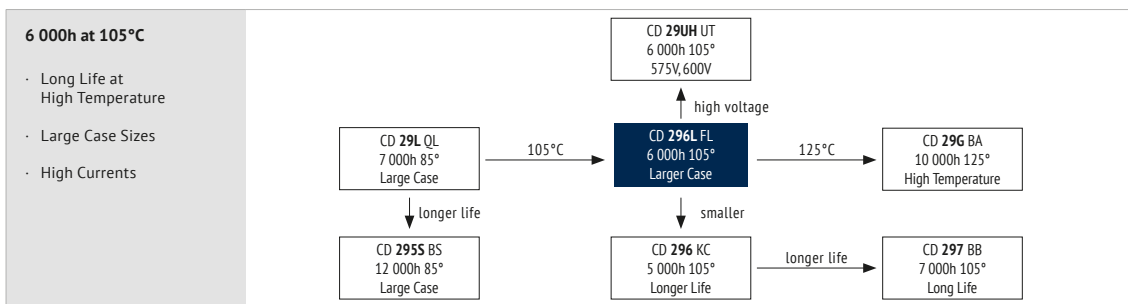 6 000h at 105°C
· Long Life at
High Temperature
· Large Case Sizes
· High Currents
CD 29UH UT
6 000h 105°
575V, 600V
high voltage
CD 29L QL
7 000h 85°
Large Case
105°C
CD 296L FL
6 000h 105°
Larger Case
125°C
CD 29G BA
10 000h 125°
High Temperature
longer life
smaller
CD 295S BS
12 000h 85°
Large Case
CD 296 KC
5 000h 105°
Longer Life
longer life
CD 297 BB
7 000h 105°
Long Life